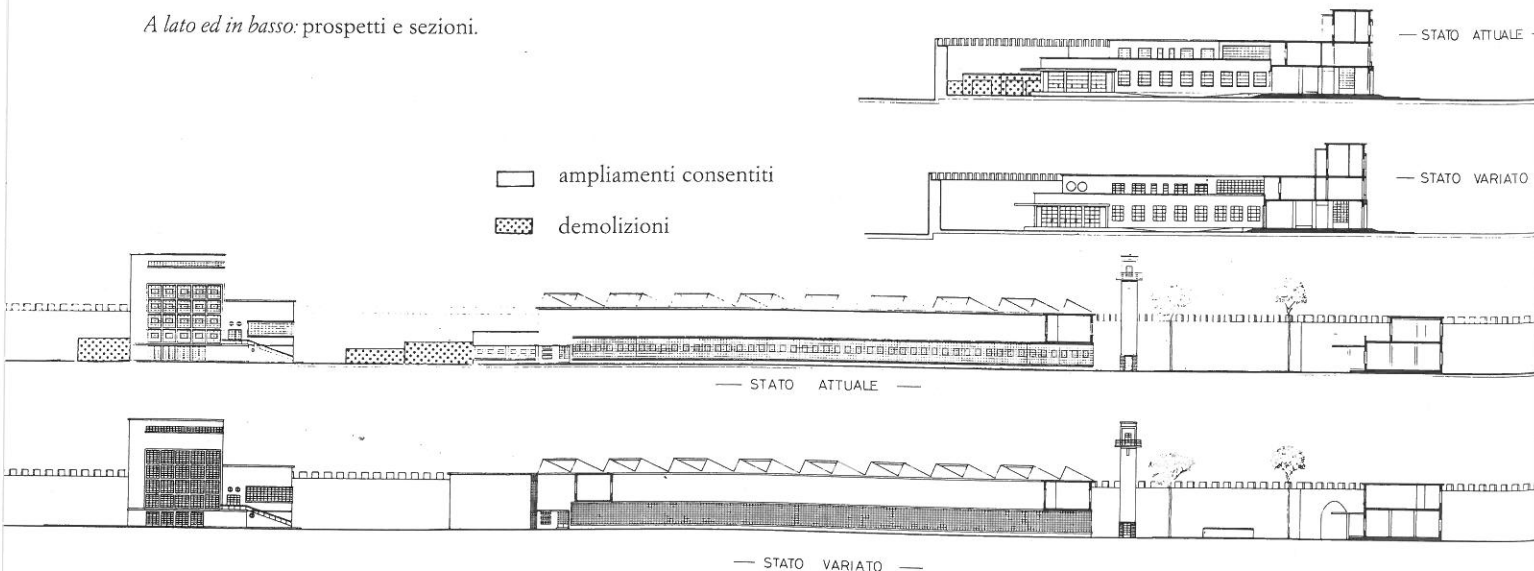 A lato ed in basso: prospetti e sezioni.
— STATO ATTUALE —
ampliamenti consentiti
— STATO VARIATO
demolizioni
— STATO ATTUALE —
— STATO VARIATO —